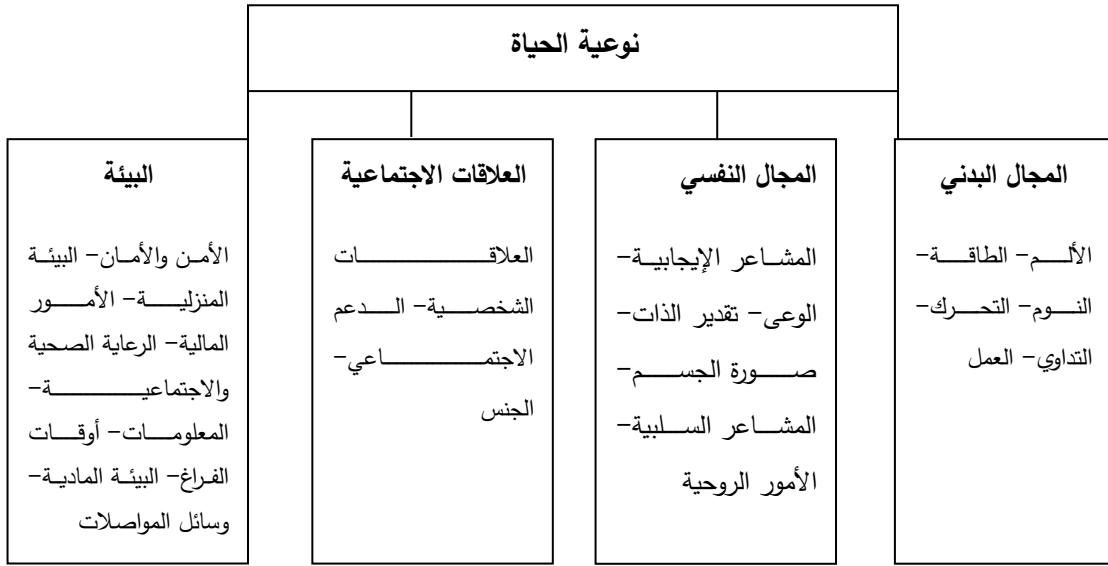 نوعية الحياة
المجال البدني
الألم– الطاقة–
النوم– التحرك–
التداوي– العمل
المجال النفسي
المشاعر الإيجابية–
الوعى– تقدير الذات–
صورة الجسم–
المشاعر السلبية–
الأمور الروحية
العلاقات الاجتماعية
العلاقات
الشخصية– الدعم
الاجتماعي–
الجنس
البيئة
الأمن والأمان– البيئة
المنزلية– الأمور
المالية– الرعاية الصحية
والاجتماعية–
المعلومات– أوقات
الفراغ– البيئة المادية–
وسائل المواصلات